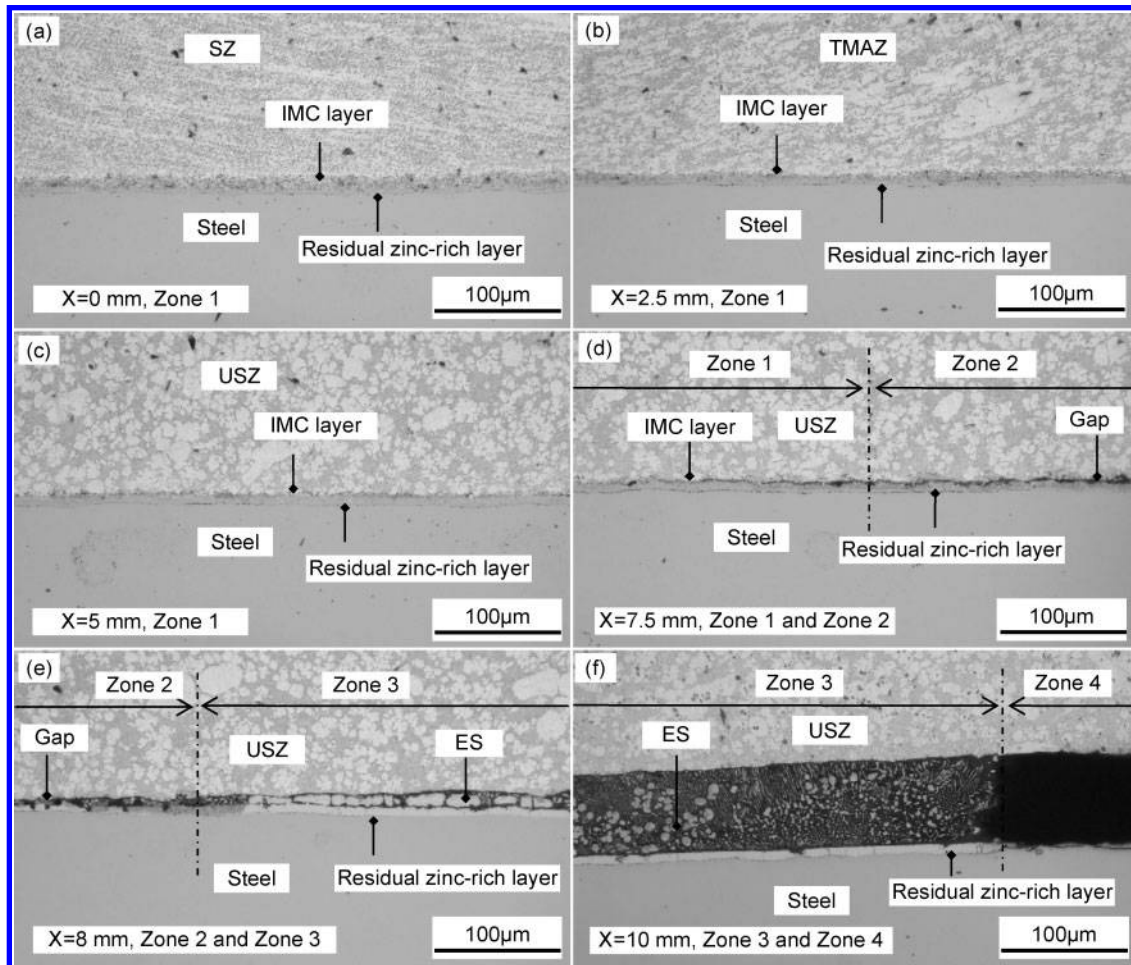 (a)
SZ
IMC layer
Steel
Residual zinc-rich layer
X=0 mm, Zone 1
100μm
(b)
TMAZ
IMC layer
Steel
Residual zinc-rich layer
X=2.5 mm, Zone 1
100μm
(c)
USZ
IMC layer
Steel
Residual zinc-rich layer
X=5 mm, Zone 1
100μm
(d)
Zone 1
Zone 2
IMC layer
USZ
Gap
Steel
Residual zinc-rich layer
X=7.5 mm, Zone 1 and Zone 2
100μm
(e)
Zone 2
Zone 3
Gap
USZ
ES
Steel
Residual zinc-rich layer
X=8 mm, Zone 2 and Zone 3
100μm
(f)
Zone 3
Zone 4
ES
USZ
Residual zinc-rich layer
Steel
X=10 mm, Zone 3 and Zone 4
100μm